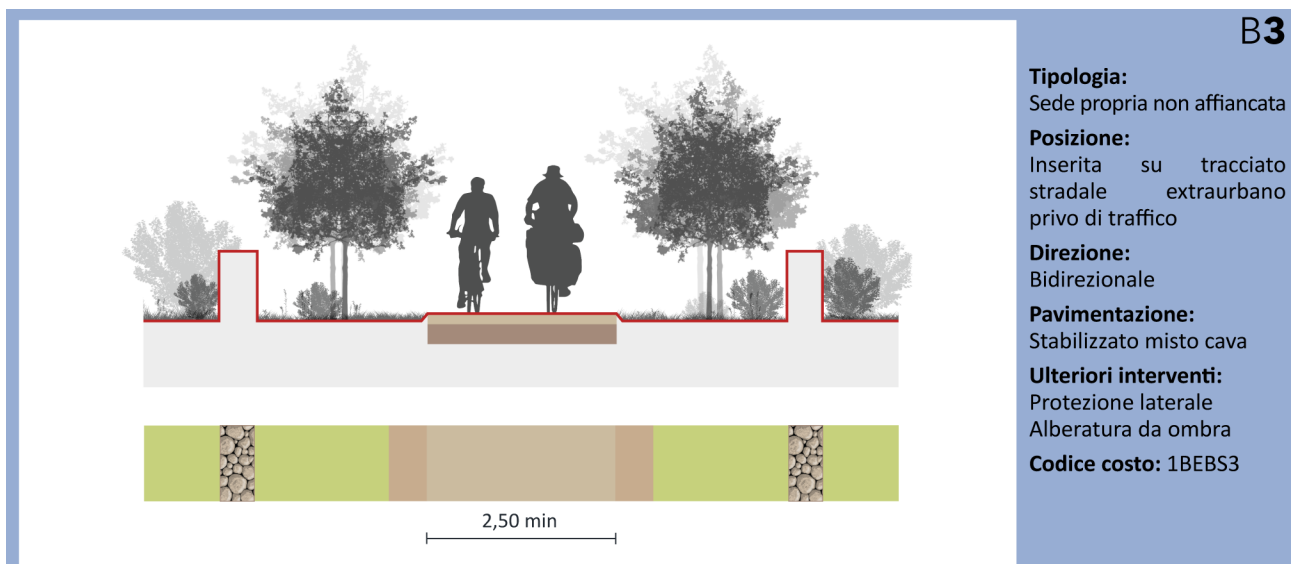 B3
Tipologia:
Sede propria non affiancata
Posizione:
Inserita su tracciato
stradale extraurbano
privo di traffico
Direzione:
Bidirezionale
Pavimentazione:
Stabilizzato misto cava
Ulteriori interventi:
Protezione laterale
Alberatura da ombra
Codice costo: 1BEBS3
2,50 min